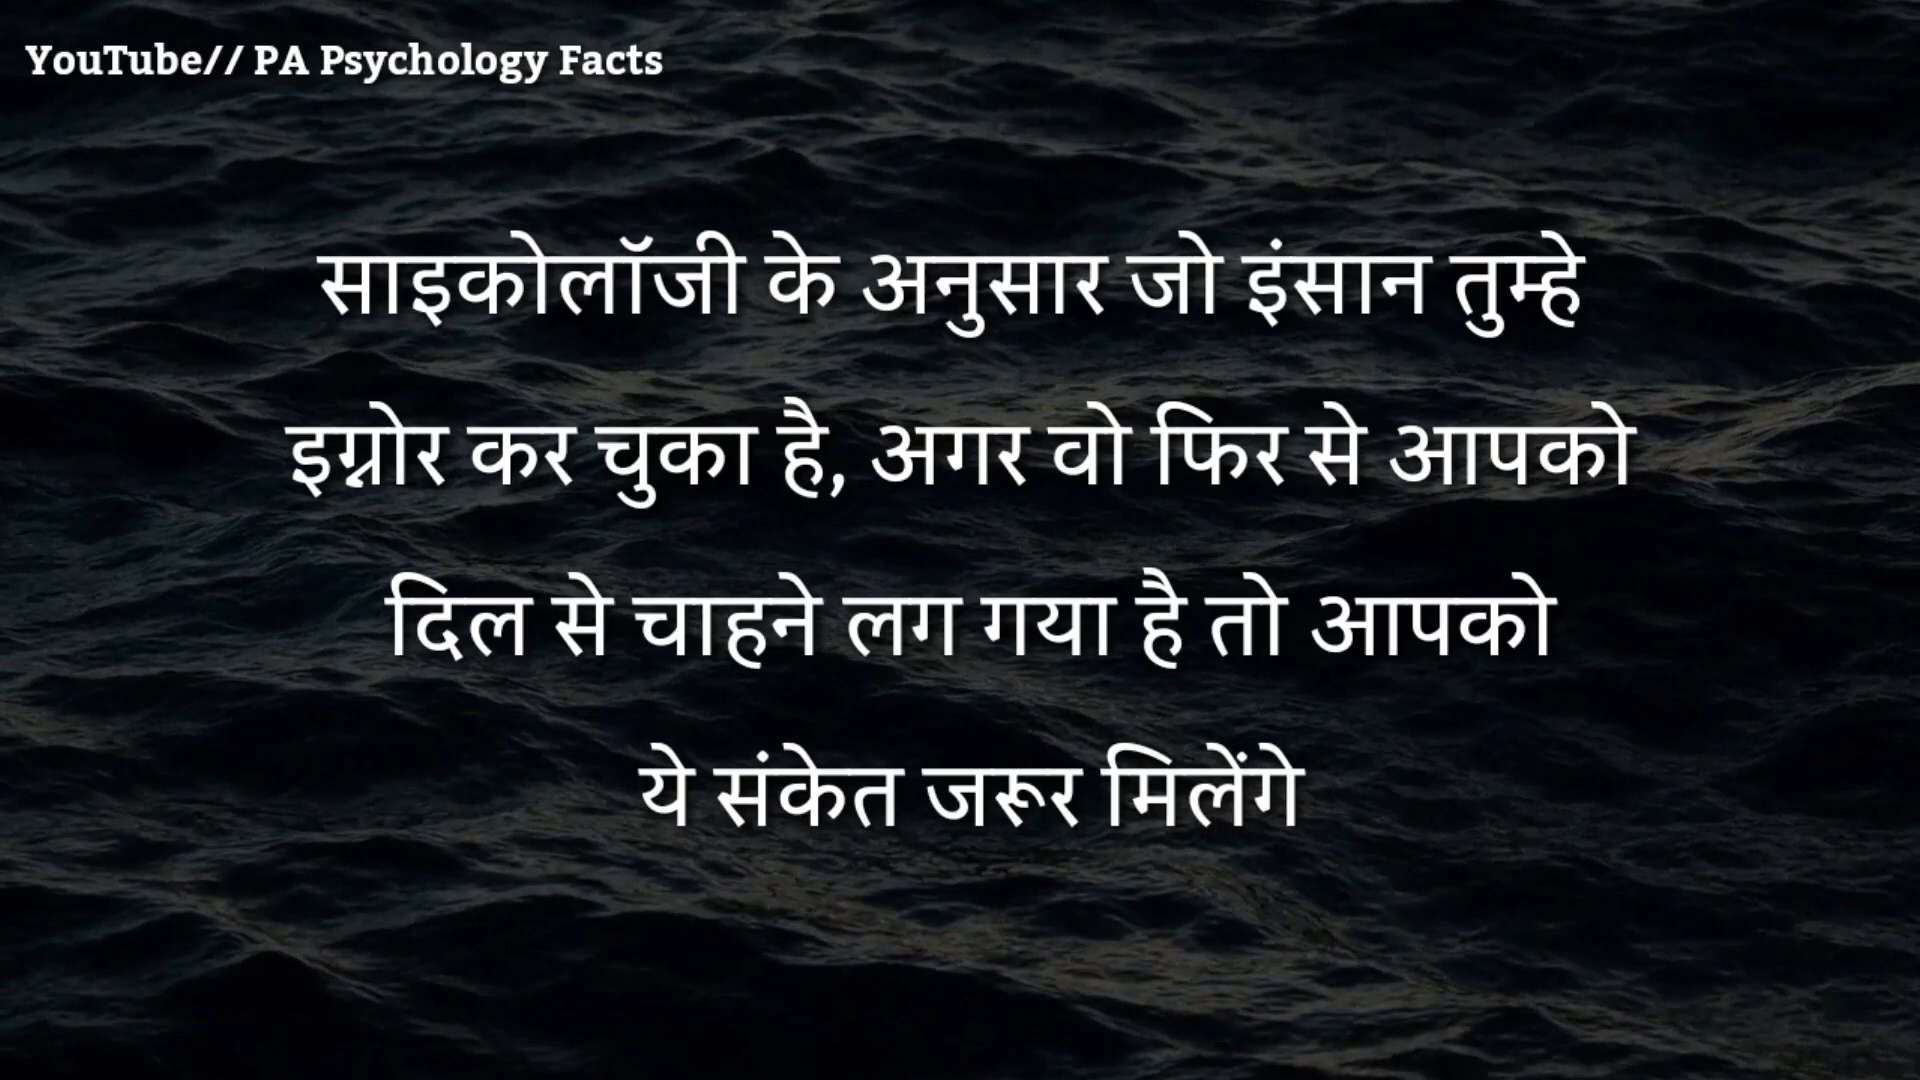 YouTube// PA Psychology Facts
साइकोलॉजी के अनुसार जो इंसान तुम्हे
इग्नोर कर चुका है, अगर वो फिर से आपको
दिल से चाहने लग गया है तो आपको
ये संकेत जरूर मिलेंगे